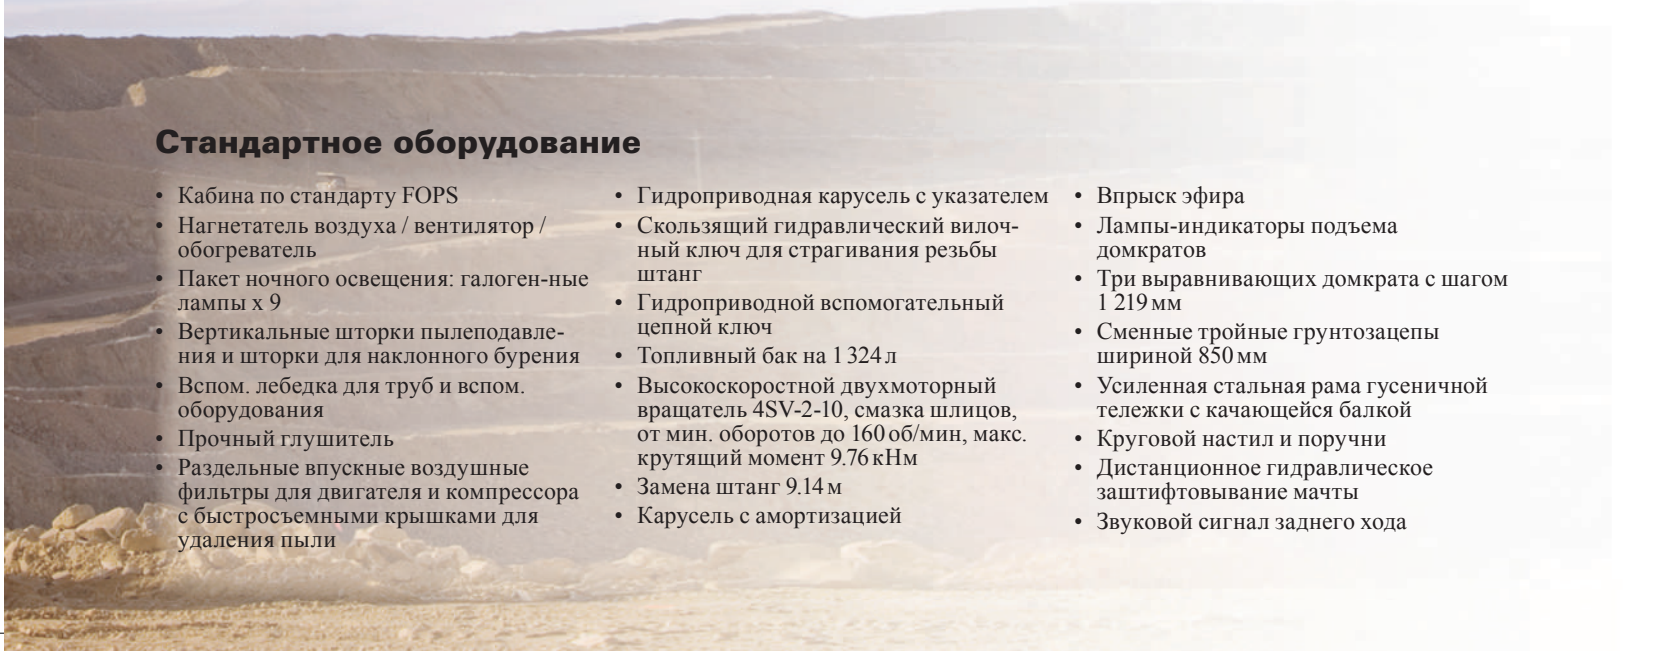 Стандартное оборудование
• Кабина по стандарту FOPS
• Нагнетатель воздуха / вентилятор /
обогреватель
• Пакет ночного освещения: галоген-ные
лампы x 9
• Вертикальные шторки пылеподавле-
ния и шторки для наклонного бурения
• Вспом. лебедка для труб и вспом.
оборудования
• Прочный глушитель
• Раздельные впускные воздушные
фильтры для двигателя и компрессора
с быстросъемными крышками для
удаления пыли
• Гидроприводная карусель с указателем
• Скользящий гидравлический вилоч-
ный ключ для страгивания резьбы
штанг
• Гидроприводной вспомогательный
цепной ключ
• Топливный бак на 1 324 л
• Высокоскоростной двухмоторный
вращатель 4SV-2-10, смазка шлицов,
от мин. оборотов до 160 об/мин, макс.
крутящий момент 9.76 кНм
• Замена штанг 9.14 м
• Карусель с амортизацией
• Впрыск эфира
• Лампы-индикаторы подъема
домкратов
• Три выравнивающих домкрата с шагом
1 219 мм
• Сменные тройные грунтозацепы
шириной 850 мм
• Усиленная стальная рама гусеничной
тележки с качающейся балкой
• Круговой настил и поручни
• Дистанционное гидравлическое
заштифтовывание мачты
• Звуковой сигнал заднего хода